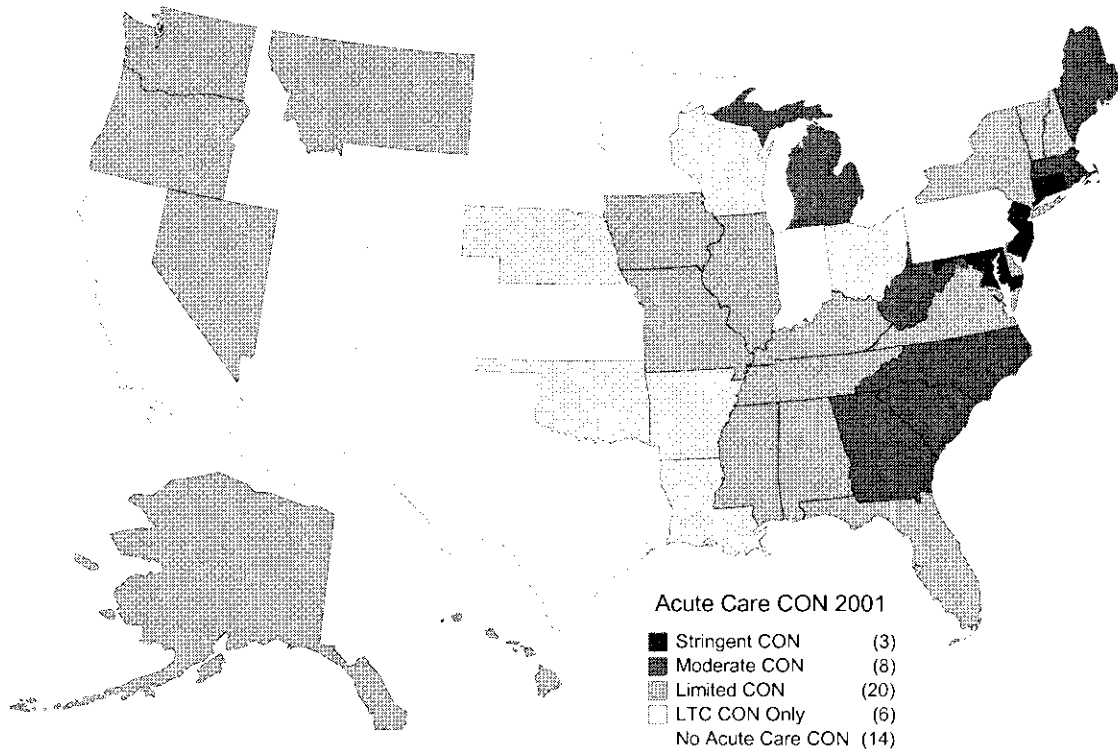 Acute Care CON 2001
Stringent CON (3)
Moderate CON (8)
Limited CON (20)
LTC CON Only (6)
No Acute Care CON (14)